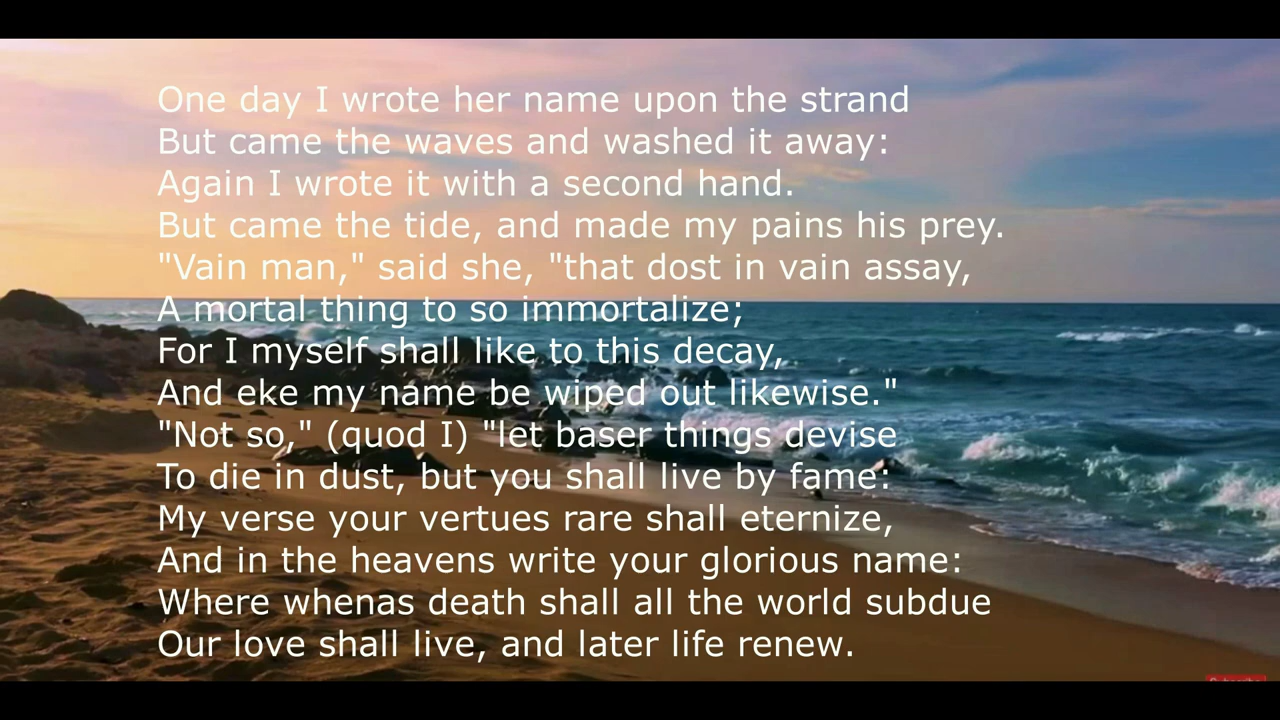 One day I wrote her name upon the strand
But came the waves and washed it away:
Again I wrote it with a second hand.
But came the tide, and made my pains his prey.
"Vain man," said she, "that dost in vain assay,
A mortal thing to so immortalize;
For I myself shall like to this decay,
And eke my name be wiped out likewise."
"Not so," (quod I) "let baser things devise
To die in dust, but you shall live by fame:
My verse your vertues rare shall eternize,
And in the heavens write your glorious name:
Where whenas death shall all the world subdue
Our love shall live, and later life renew.